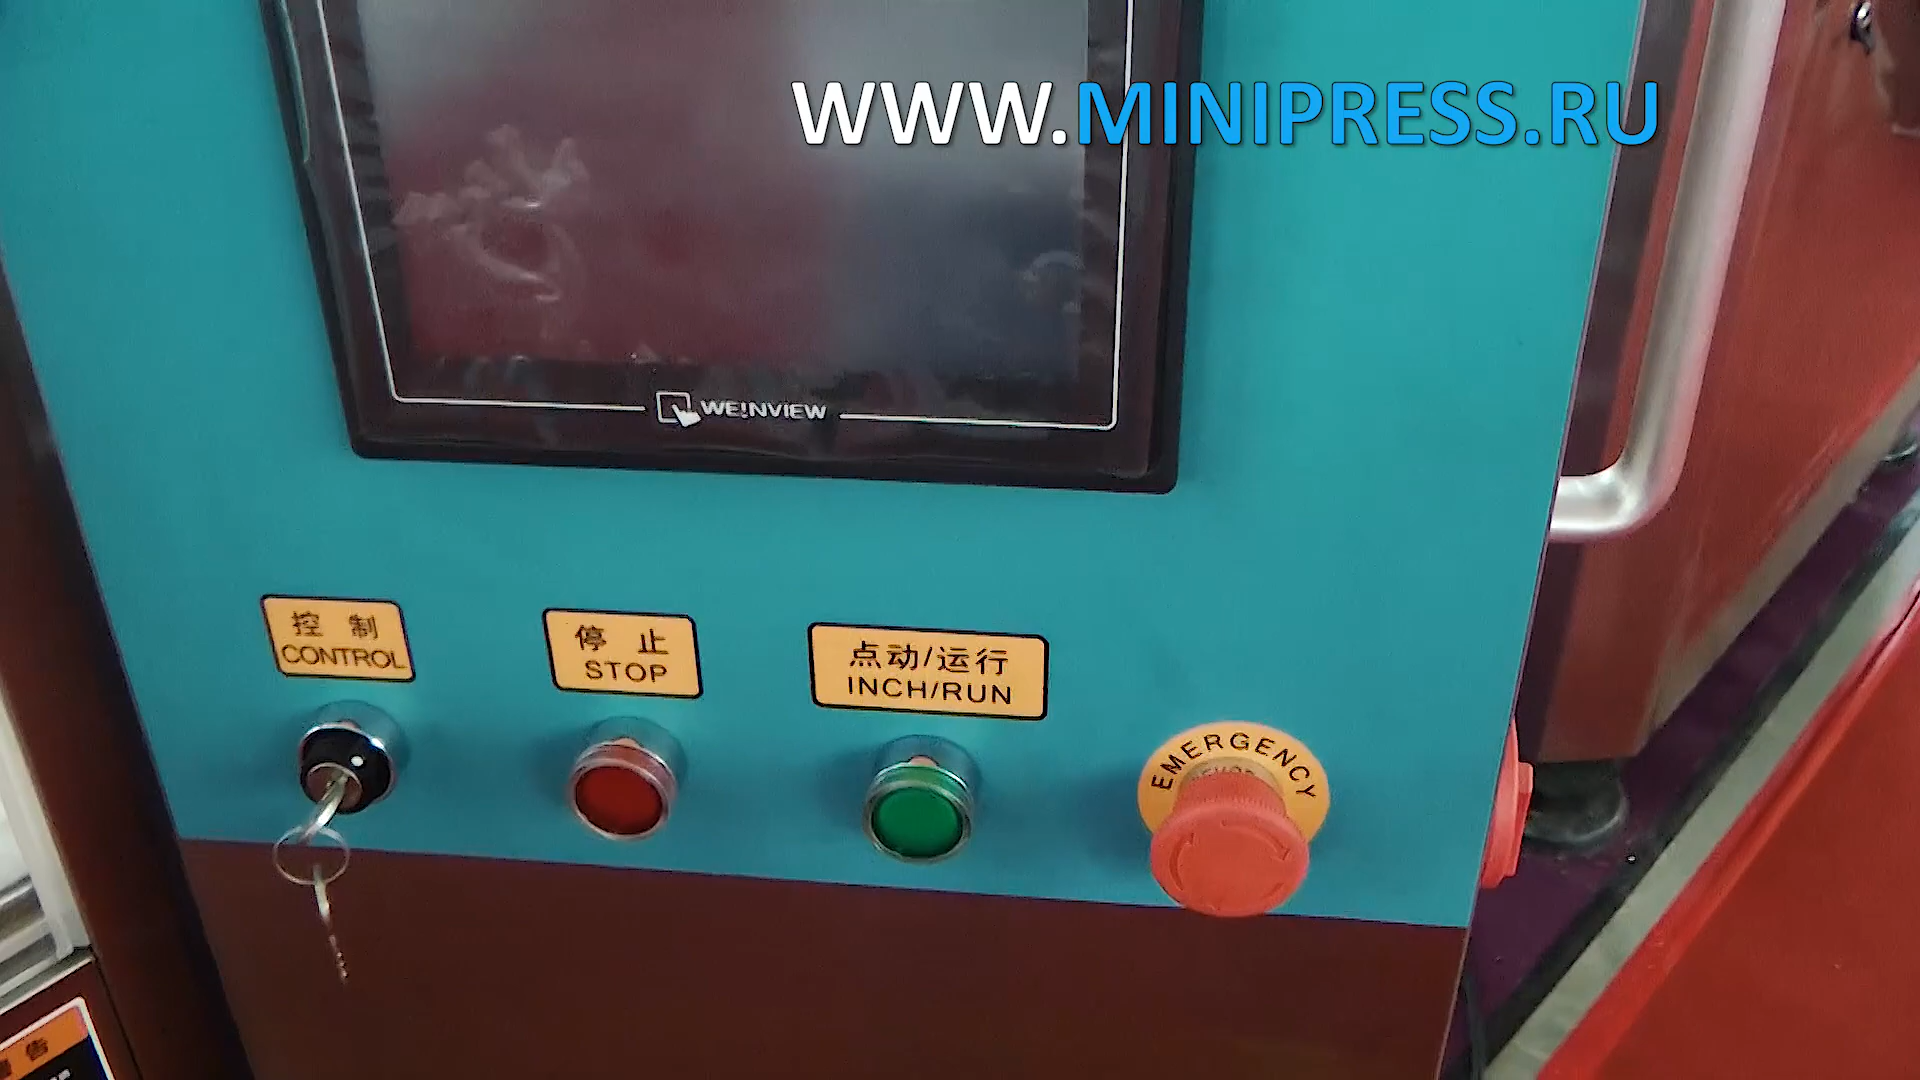 WWW.MINIPRESS.RU
WEINVIEW
控 制
CONTROL
停 止
STOP
点动/运行
INCH/RUN
EMERGENCY